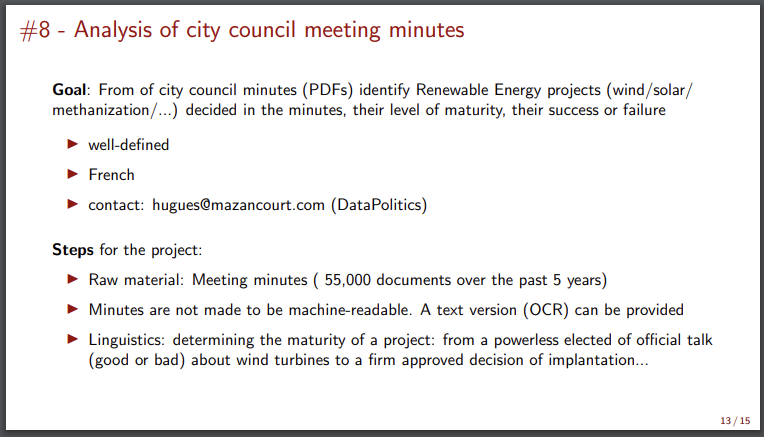 #8 - Analysis of city council meeting minutes
Goal: From of city council minutes (PDFs) identify Renewable Energy projects (wind/solar/
methanization/...) decided in the minutes, their level of maturity, their success or failure
▶ well-defined
▶ French
▶ contact: hugues@mazancourt.com (DataPolitics)
Steps for the project:
▶ Raw material: Meeting minutes ( 55,000 documents over the past 5 years)
▶ Minutes are not made to be machine-readable. A text version (OCR) can be provided
▶ Linguistics: determining the maturity of a project: from a powerless elected of official talk
(good or bad) about wind turbines to a firm approved decision of implantation...
13 / 15